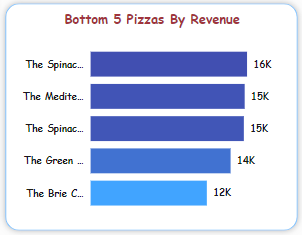 Bottom 5 Pizzas By Revenue
The Spinac... 16K
The Medite... 15K
The Spinac... 15K
The Green ... 14K
The Brie C... 12K